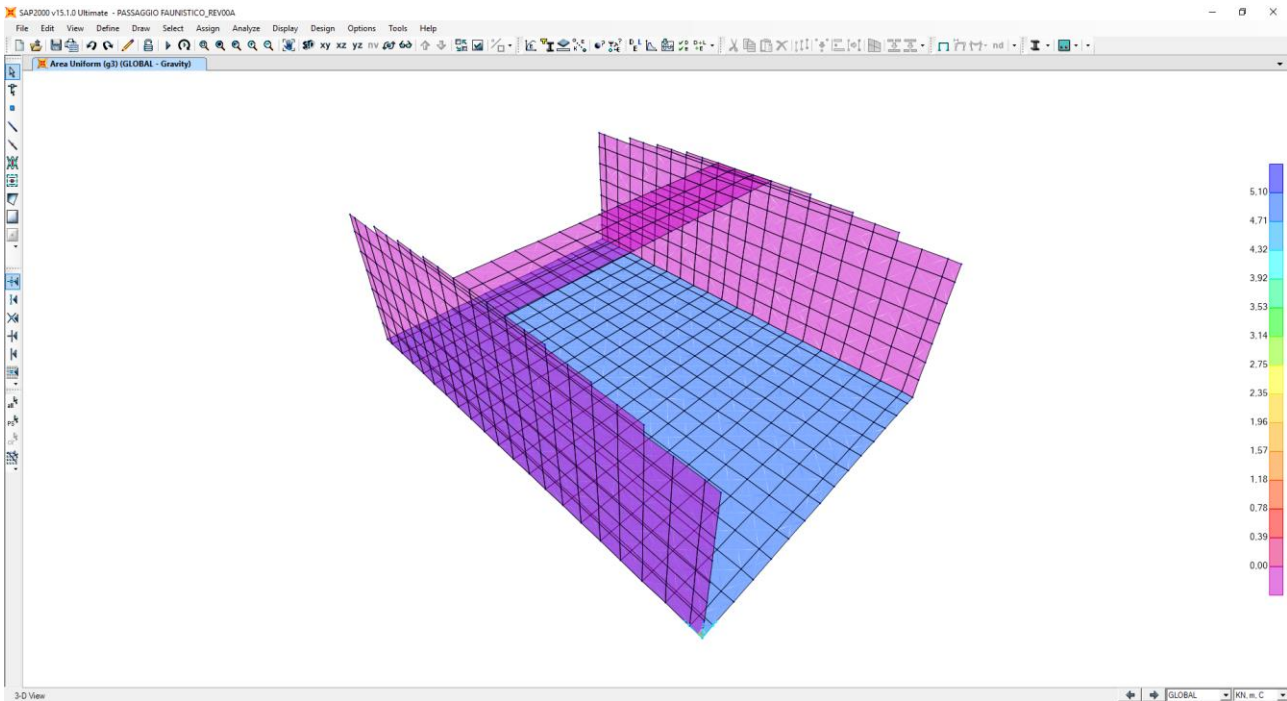 SAP2000 v15.1.0 Ultimate - PASSAGGIO FAUNISTICO_REV00A
File Edit View Define Draw Select Assign Analyze Display Design Options Tools Help
xy xz yz nv nd
Area Uniform (g3) (GLOBAL - Gravity)
5,10
4,71
4,32
3,92
3,53
3,14
2,75
2,35
1,96
1,57
1,18
0,78
0,39
0,00
3-D View GLOBAL KN, m, C